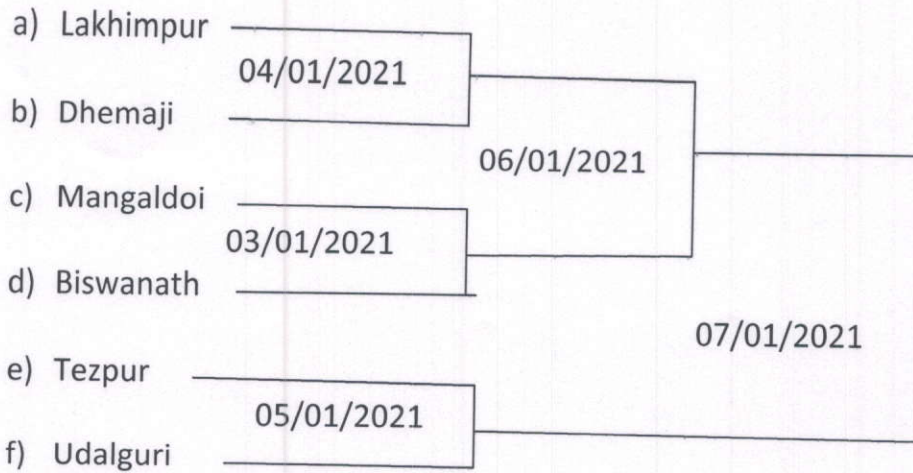 a) Lakhimpur
04/01/2021
b) Dhemaji
06/01/2021
c) Mangaldoi
03/01/2021
d) Biswanath
07/01/2021
e) Tezpur
05/01/2021
f) Udalguri